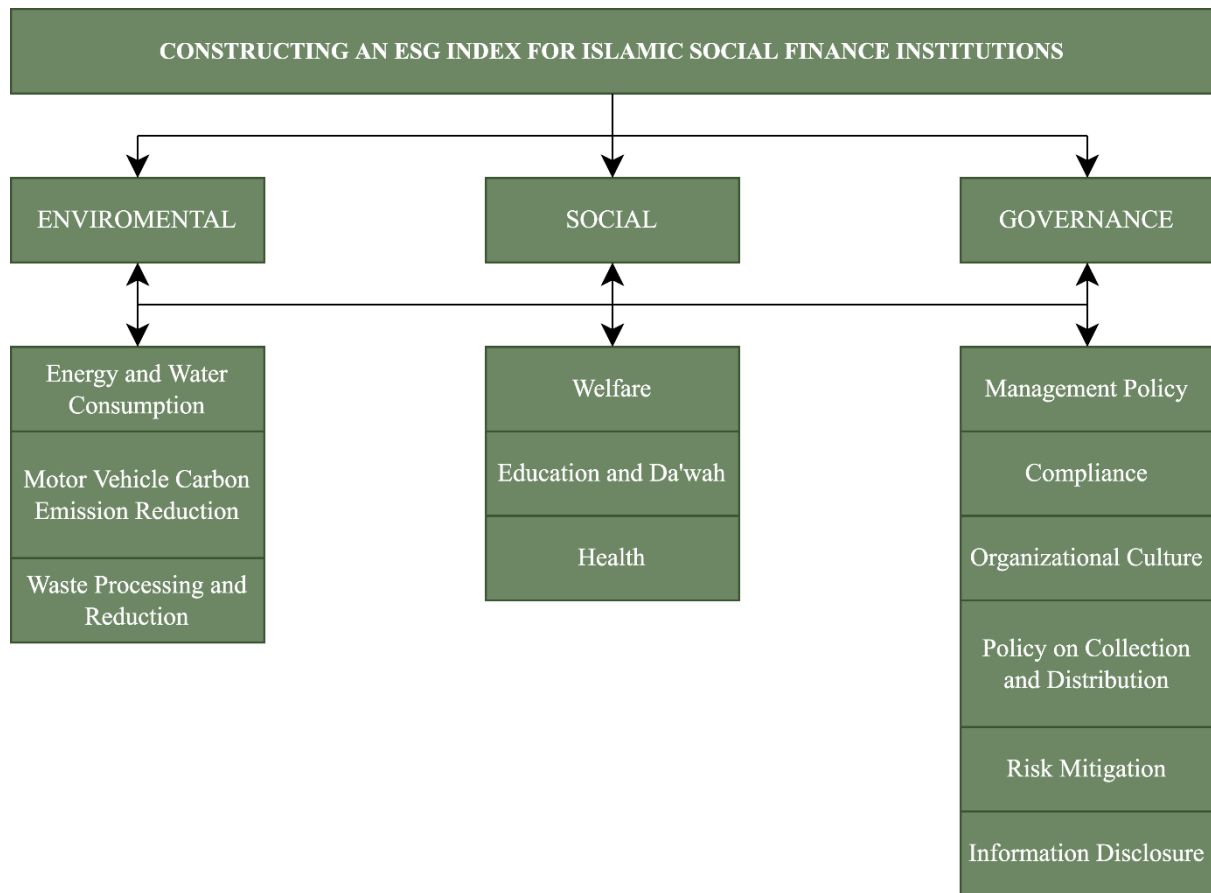 CONSTRUCTING AN ESG INDEX FOR ISLAMIC SOCIAL FINANCE INSTITUTIONS
ENVIROMENTAL
SOCIAL
GOVERNANCE
Energy and Water
Consumption
Motor Vehicle Carbon
Emission Reduction
Waste Processing and
Reduction
Welfare
Education and Da'wah
Health
Management Policy
Compliance
Organizational Culture
Policy on Collection
and Distribution
Risk Mitigation
Information Disclosure